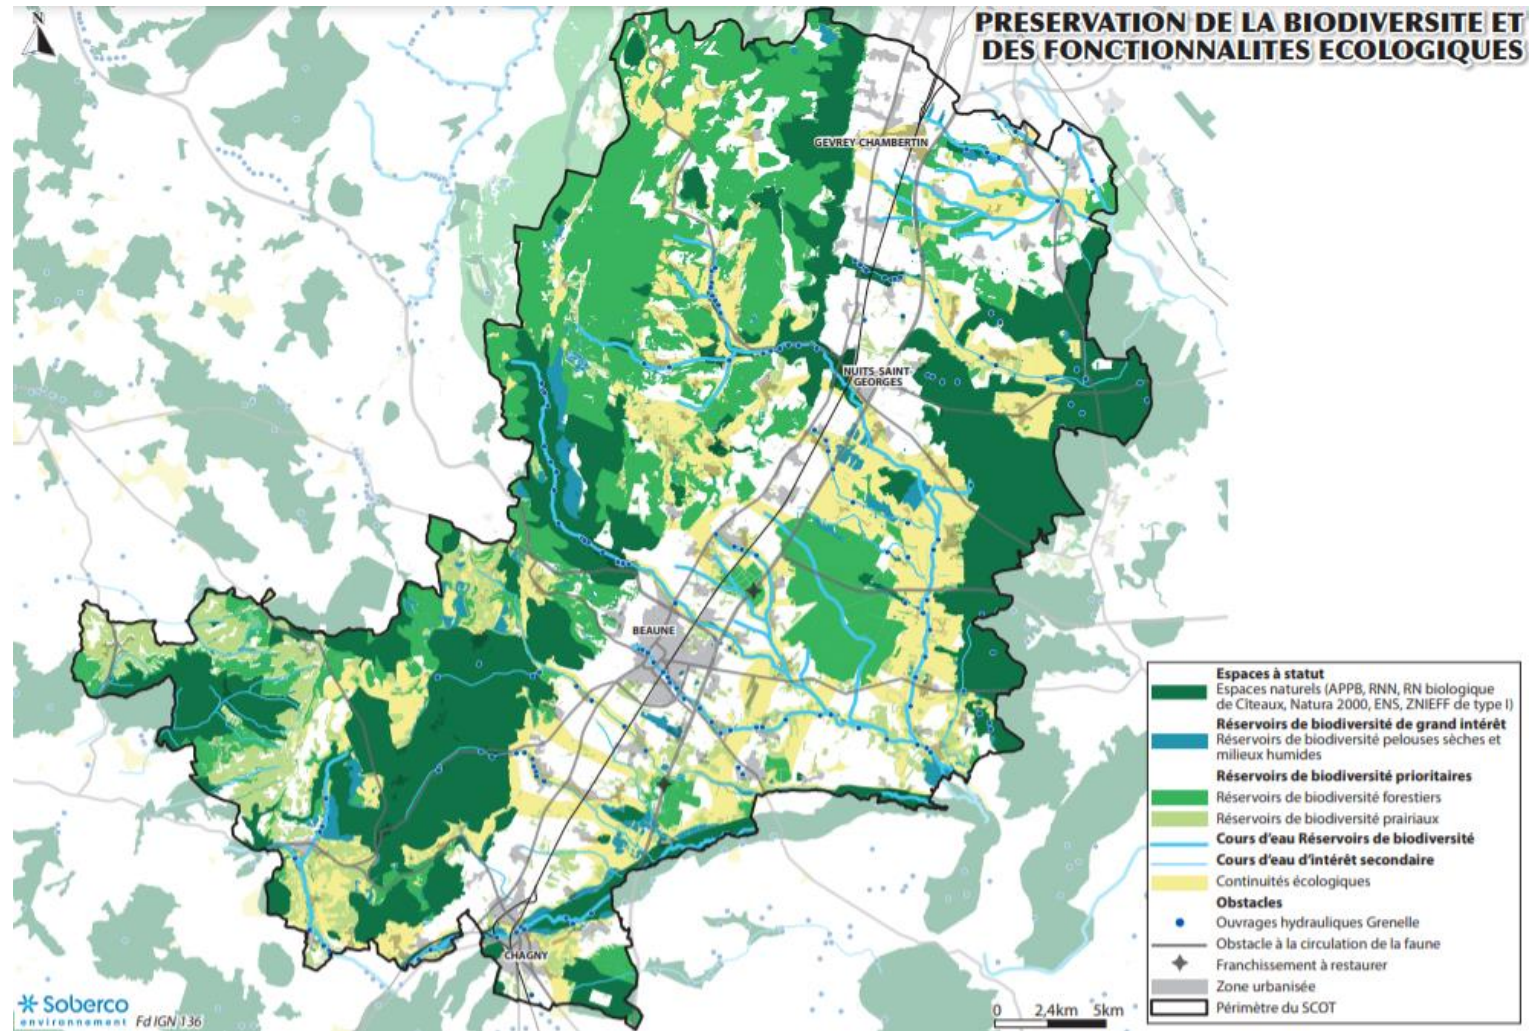 PRESERVATION DE LA BIODIVERSITE ET
DES FONCTIONNALITES ECOLOGIQUES
N
GEVREY-CHAMBERTIN
NUITS-SAINT-
GEORGES
BEAUNE
CHAGNY
Espaces à statut
Espaces naturels (APPB, RNN, RN biologique
de Cîteaux, Natura 2000, ENS, ZNIEFF de type I)
Réservoirs de biodiversité de grand intérêt
Réservoirs de biodiversité pelouses sèches et
milieux humides
Réservoirs de biodiversité prioritaires
Réservoirs de biodiversité forestiers
Réservoirs de biodiversité prairiaux
Cours d'eau Réservoirs de biodiversité
Cours d'eau d'intérêt secondaire
Continuités écologiques
Obstacles
Ouvrages hydrauliques Grenelle
Obstacle à la circulation de la faune
Franchissement à restaurer
Zone urbanisée
Périmètre du SCOT
0 2,4km 5km
Soberco
environnement Fd IGN 136